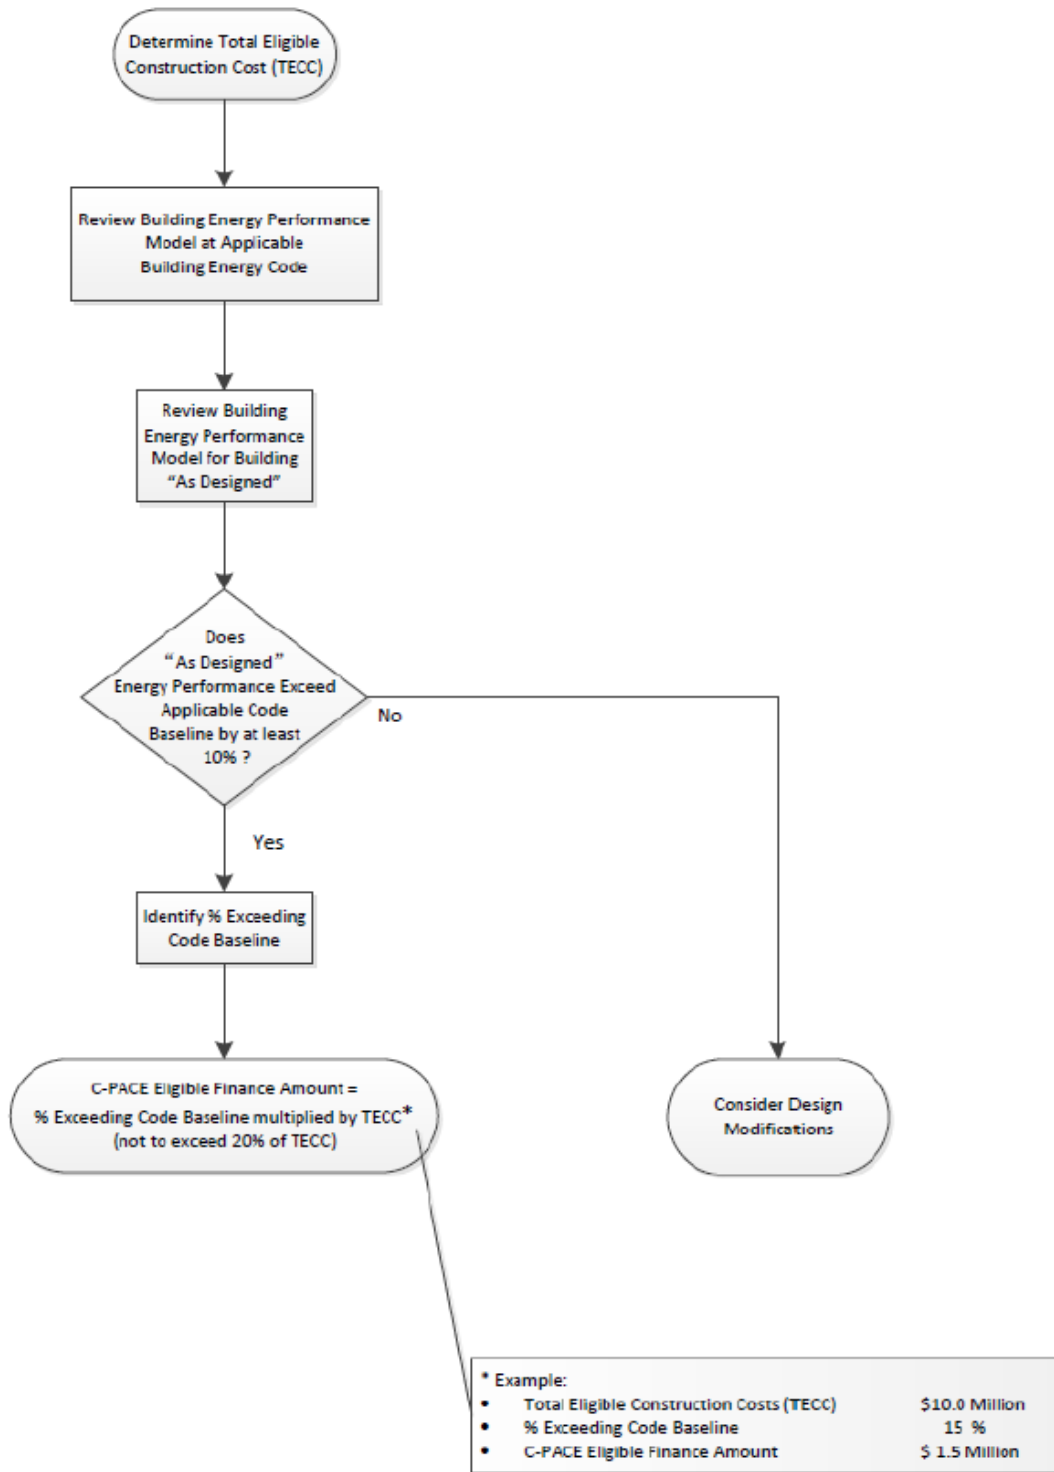 Determine Total Eligible
Construction Cost (TECC)
Review Building Energy Performance
Model at Applicable
Building Energy Code
Review Building
Energy Performance
Model for Building
“As Designed”
Does
“As Designed”
Energy Performance Exceed
Applicable Code
Baseline by at least
10% ?
No
Yes
Identify % Exceeding
Code Baseline
C-PACE Eligible Finance Amount =
% Exceeding Code Baseline multiplied by TECC*
(not to exceed 20% of TECC)
Consider Design
Modifications
* Example:
• Total Eligible Construction Costs (TECC) $10.0 Million
• % Exceeding Code Baseline 15 %
• C-PACE Eligible Finance Amount $ 1.5 Million